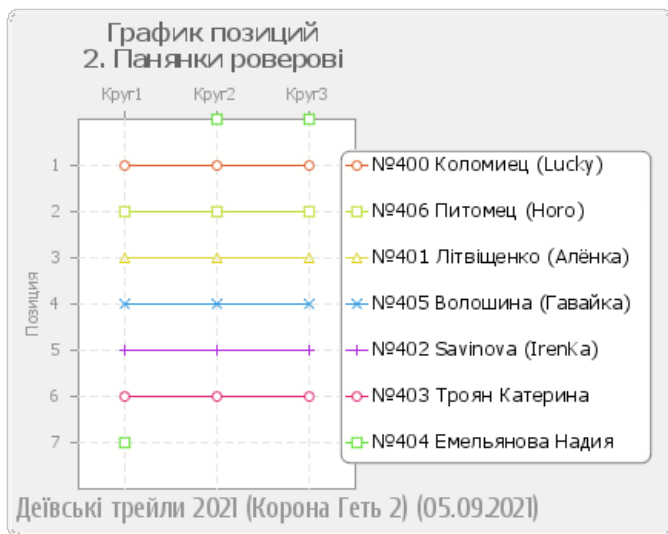 График позиций
2. Панянки роверові
Круг1 Круг2 Круг3
Позиция
1
2
3
4
5
6
7
№400 Коломиец (Lucky)
№406 Питомец (Ного)
№401 Літвіщенко (Алёнка)
№405 Волошина (Гавайка)
№402 Savinova (IrenKa)
№403 Троян Катерина
№404 Емельянова Надия
Деївські трейли 2021 (Корона Геть 2) (05.09.2021)